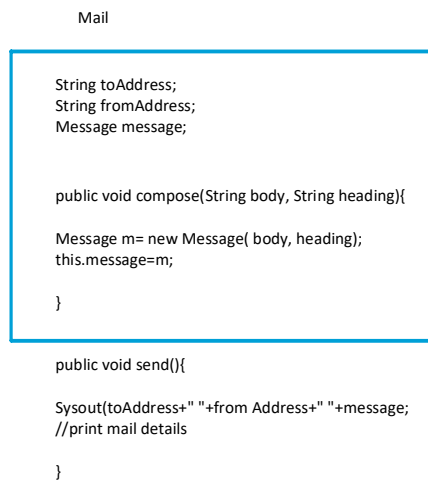 Mail
String toAddress;
String fromAddress;
Message message;
public void compose(String body, String heading){
Message m= new Message( body, heading);
this.message=m;
}
public void send(){
Sysout(toAddress+" "+from Address+" "+message;
//print mail details
}